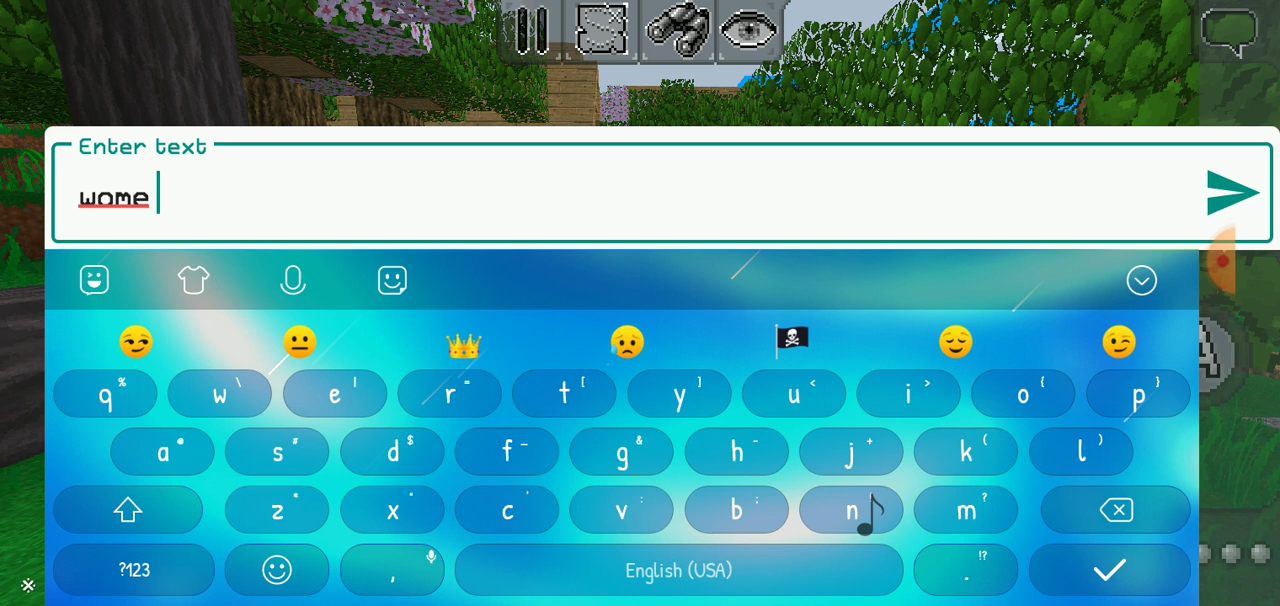 Enter text
wome
q % w \ e | r = t [ y ] u < i > o { p }
a @ s # d $ f _ g & h - j + k ( l )
z x c ' v : b ; n m ?
?123 , English (USA) . !?